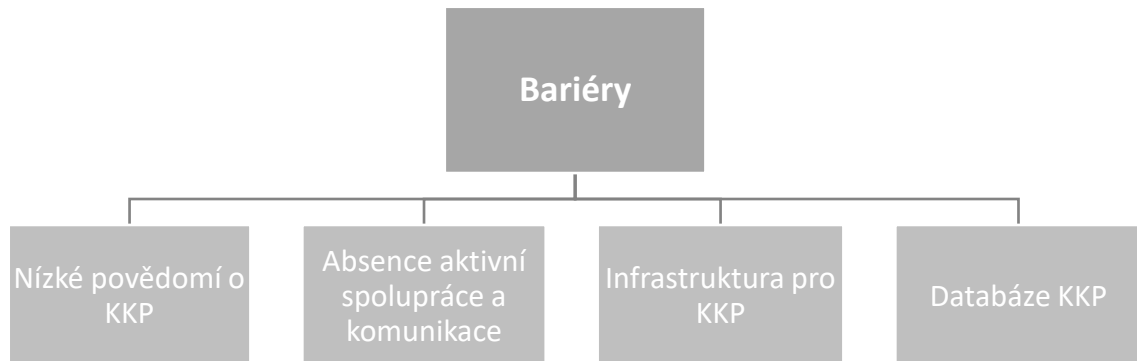 Bariéry
Nízké povědomí o
KKP
Absence aktivní
spolupráce a
komunikace
Infrastruktura pro
KKP
Databáze KKP